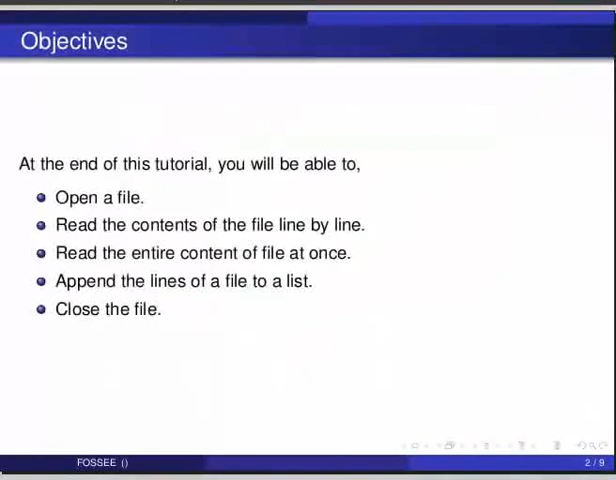 Objectives
At the end of this tutorial, you will be able to,
Open a file.
Read the contents of the file line by line.
Read the entire content of file at once.
Append the lines of a file to a list.
Close the file.
FOSSEE ()
2 / 9